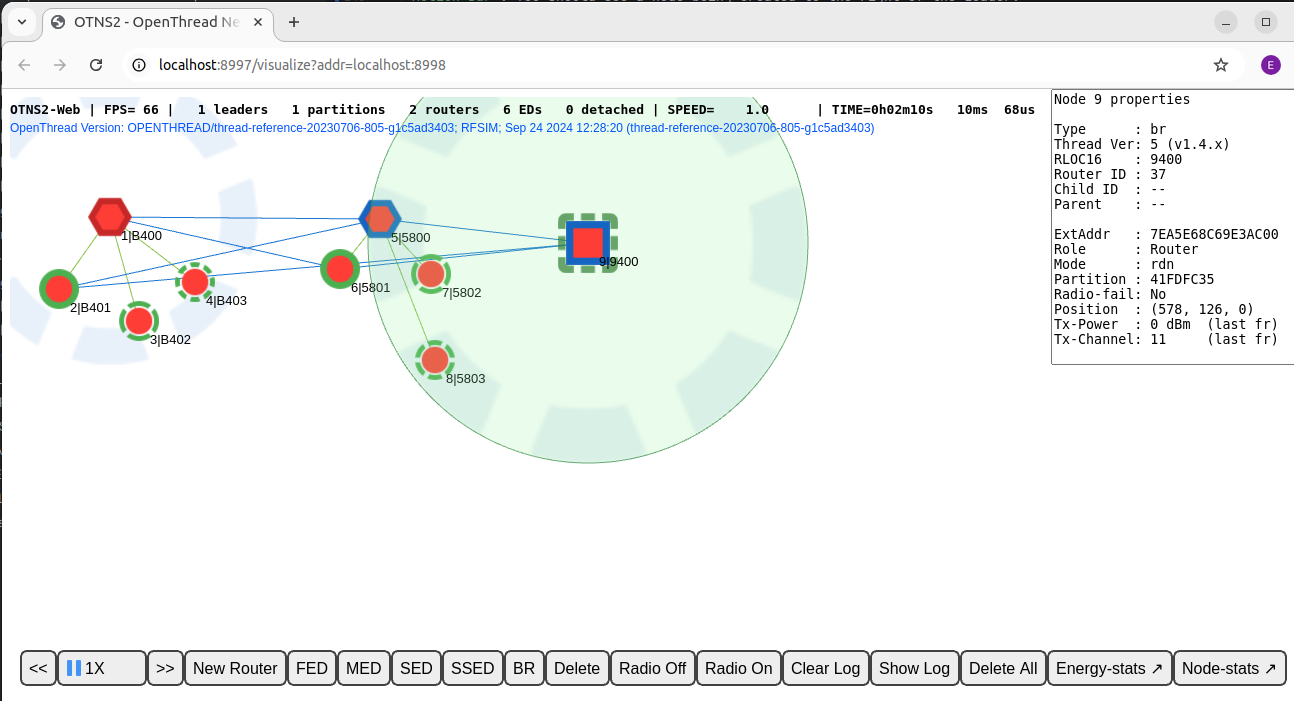 OTNS2 - OpenThread Ne
localhost:8997/visualize?addr=localhost:8998
E
OTNS2-Web | FPS= 66 | 1 leaders 1 partitions 2 routers 6 EDs 0 detached | SPEED= 1.0 | TIME=0h02m10s 10ms 68us
OpenThread Version: OPENTHREAD/thread-reference-20230706-805-g1c5ad3403; RFSIM; Sep 24 2024 12:28:20 (thread-reference-20230706-805-g1c5ad3403)
Node 9 properties
Type : br
Thread Ver: 5 (v1.4.x)
RLOC16 : 9400
Router ID : 37
Child ID : --
Parent : --
ExtAddr : 7EA5E68C69E3AC00
Role : Router
Mode : rdn
Partition : 41FDFC35
Radio-fail: No
Position : (578, 126, 0)
Tx-Power : 0 dBm (last fr)
Tx-Channel: 11 (last fr)
1|B400
5|5800
9|9400
6|5801
7|5802
4|B403
2|B401
3|B402
8|5803
<< 1X >> New Router FED MED SED SSED BR Delete Radio Off Radio On Clear Log Show Log Delete All Energy-stats ↗ Node-stats ↗